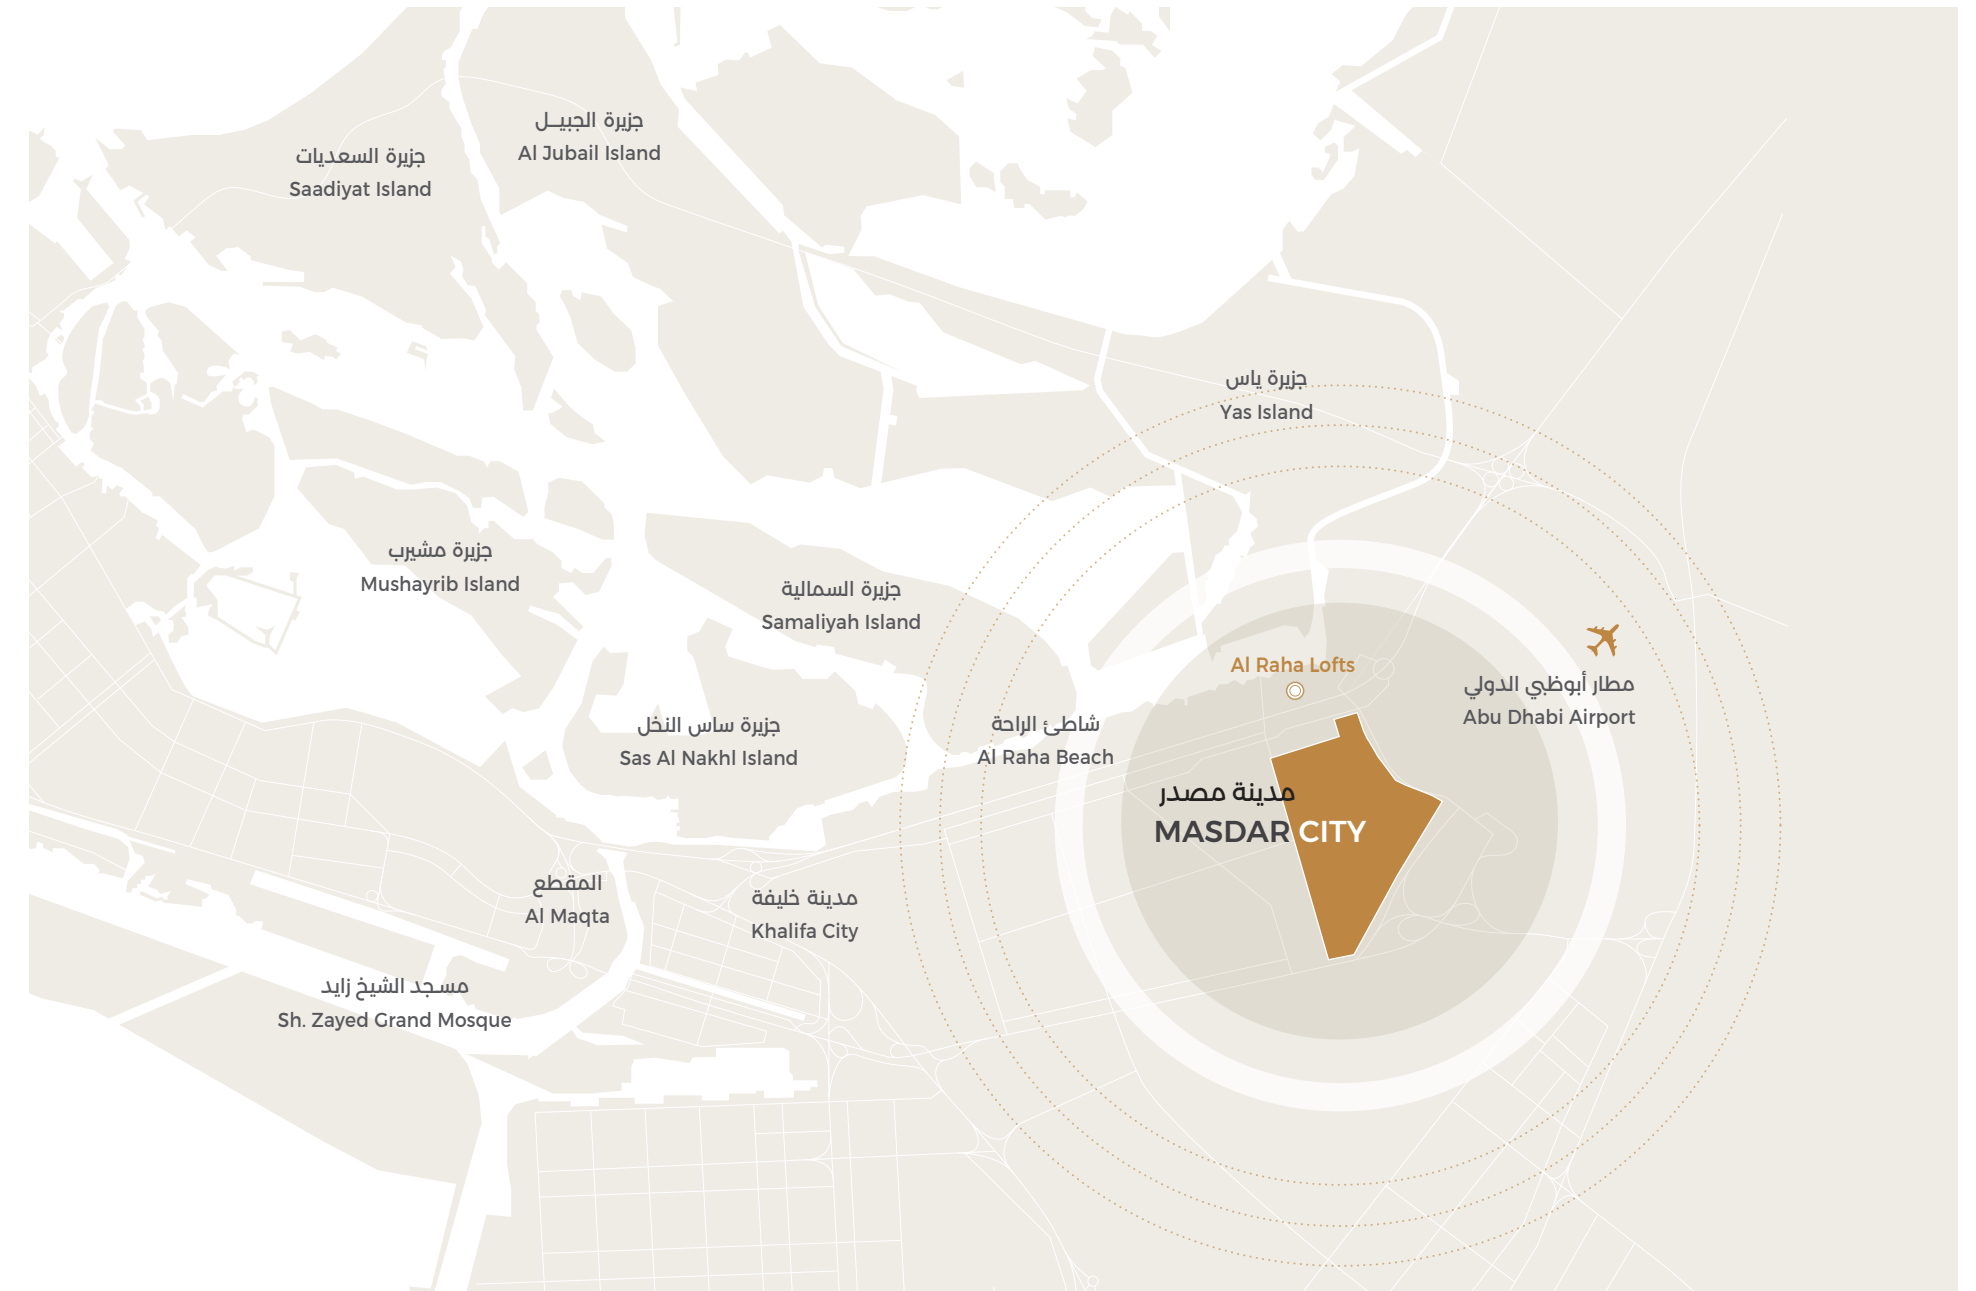 جزيرة الجبيــل
Al Jubail Island
جزيرة السعديات
Saadiyat Island
جزيرة ياس
Yas Island
جزيرة مشيرب
Mushayrib Island
جزيرة السمالية
Samaliyah Island
Al Raha Lofts
مطار أبوظبي الدولي
Abu Dhabi Airport
جزيرة ساس النخل
Sas Al Nakhl Island
شاطئ الراحة
Al Raha Beach
مدينة مصدر
MASDAR CITY
المقطع
Al Maqta
مدينة خليفة
Khalifa City
مسجد الشيخ زايد
Sh. Zayed Grand Mosque